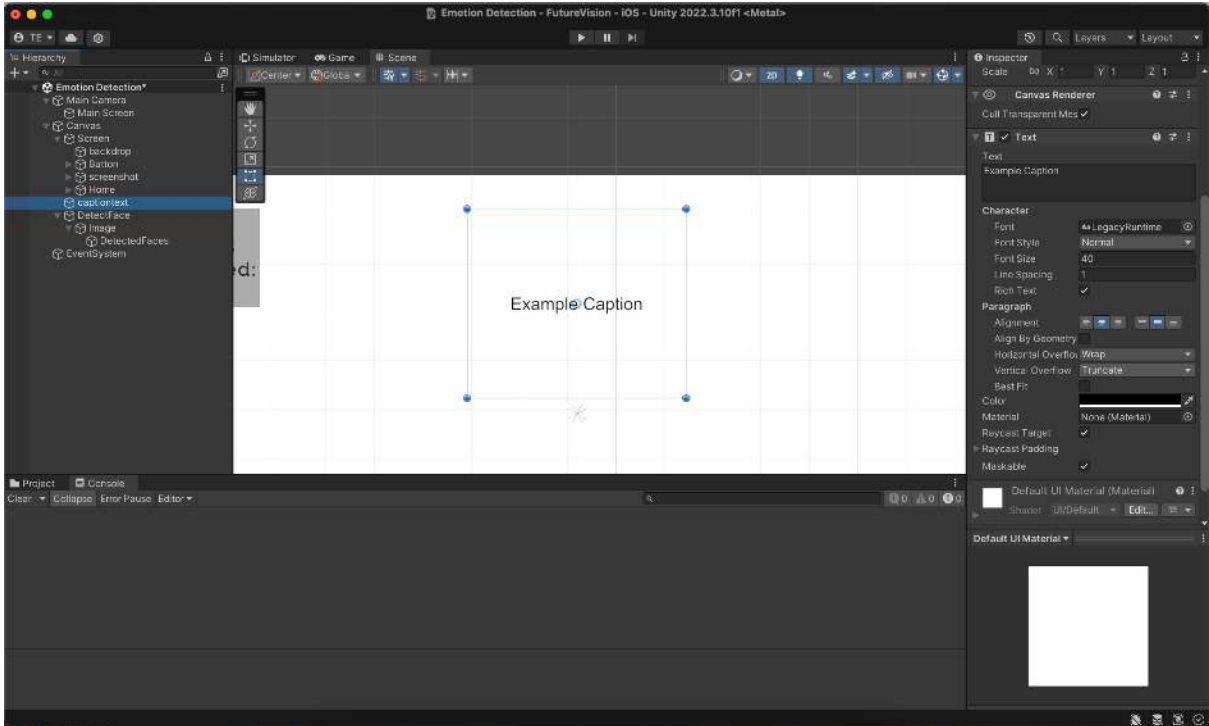 Emotion Detection - FutureVision - iOS - Unity 2022.3.10f1 <Metal>
TE
Layers
Layout
Hierarchy
Simulator
Game
Scene
Inspector
Center
Global
2D
Scale
X 1
Y 1
Z 1
Emotion Detection*
Main Camera
Main Screen
Canvas
Screen
backdrop
Button
screenshot
Home
captiontext
DetectFace
Image
DetectedFaces
EventSystem
ed:
Example Caption
Canvas Renderer
Cull Transparent Mes
Text
Text
Example Caption
Character
Font
LegacyRuntime
Font Style
Normal
Font Size
40
Line Spacing
1
Rich Text
Paragraph
Alignment
Align By Geometry
Horizontal Overflow
Wrap
Vertical Overflow
Truncate
Best Fit
Color
Material
None (Material)
Raycast Target
Raycast Padding
Maskable
Default UI Material (Material)
Shader
UI/Default
Edit...
Default UI Material
Project
Console
Clear
Collapse
Error Pause
Editor
0
0
0